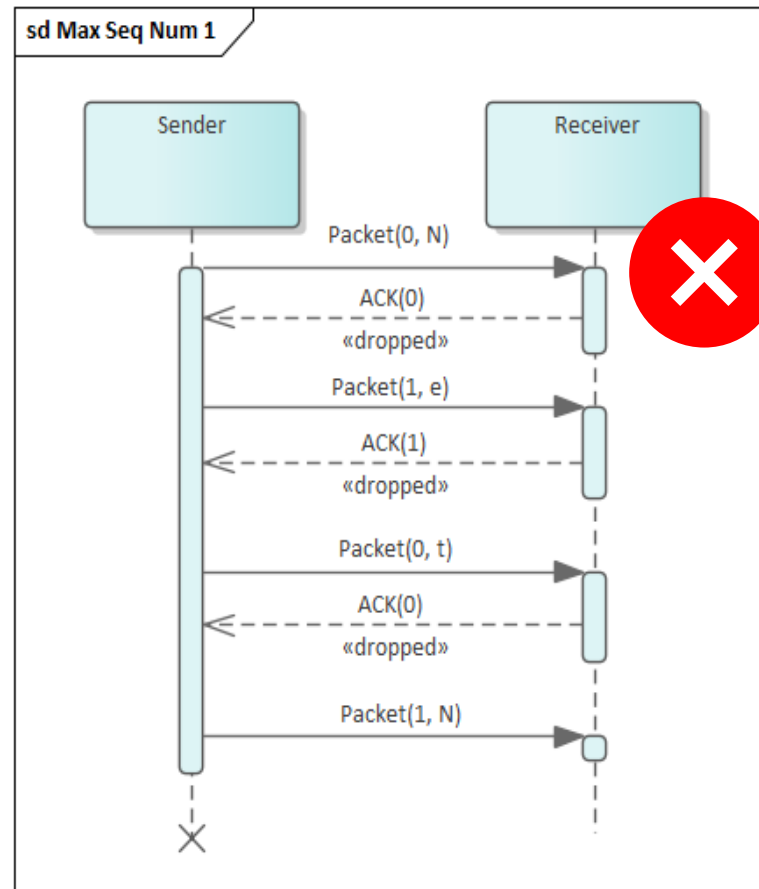 sd Max Seq Num 1
Sender
Receiver
Packet(0, N)
ACK(0)
«dropped»
Packet(1, e)
ACK(1)
«dropped»
Packet(0, t)
ACK(0)
«dropped»
Packet(1, N)